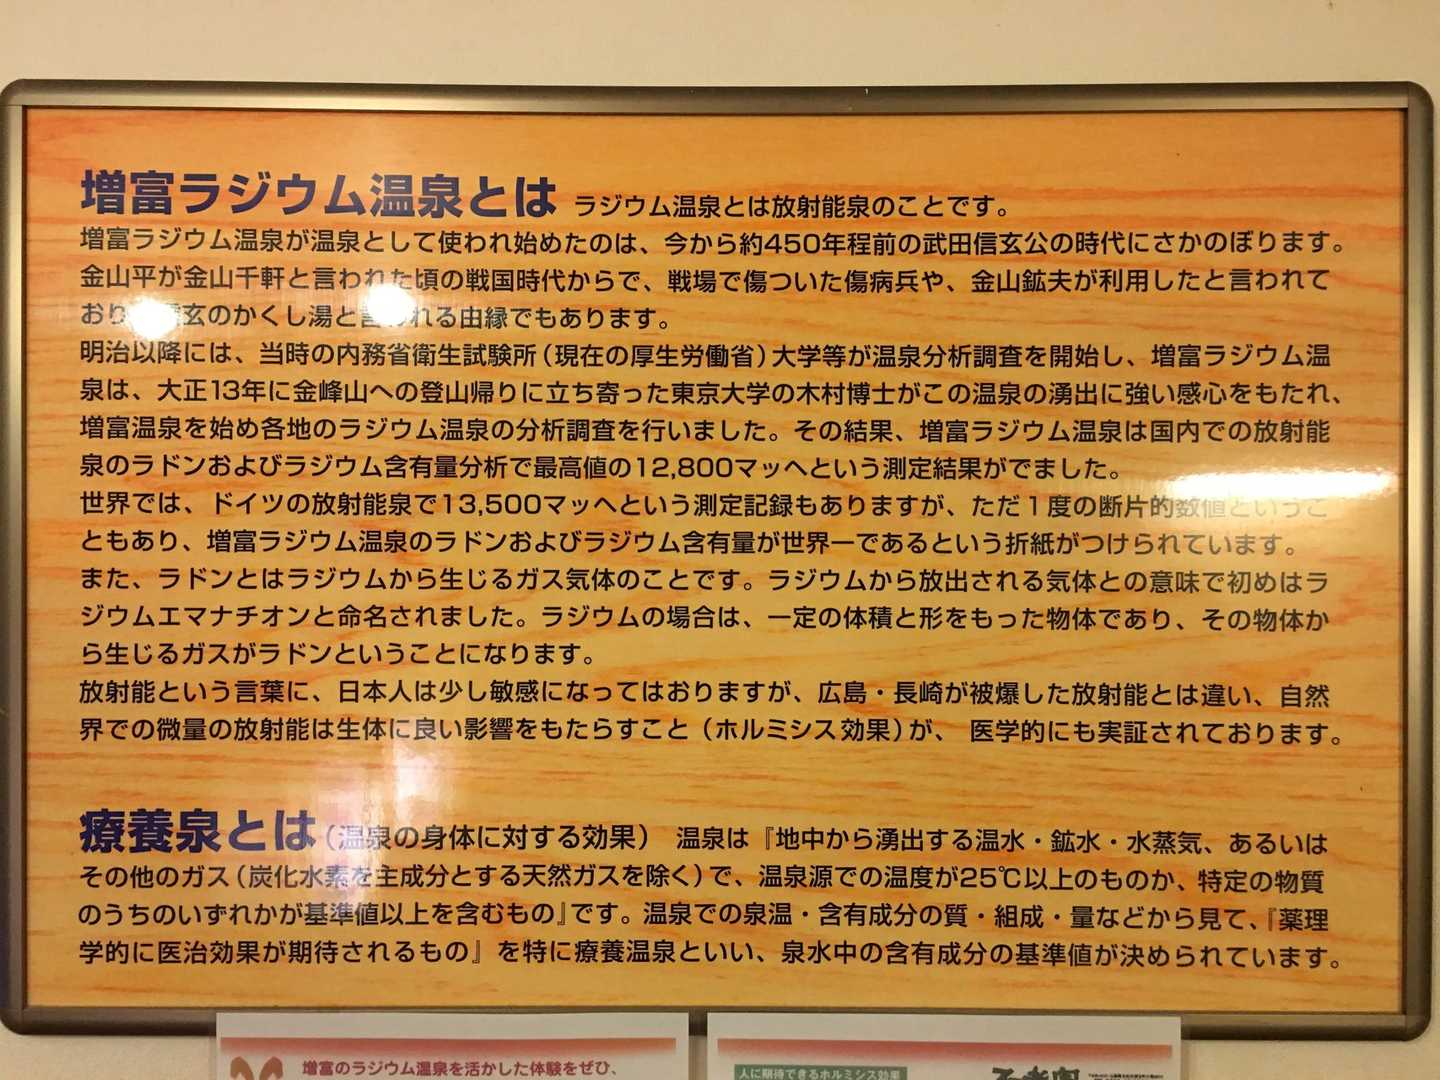 増富ラジウム温泉とは ラジウム温泉とは放射能泉のことです。
増富ラジウム温泉が温泉として使われ始めたのは、今から約450年程前の武田信玄公の時代にさかのぼります。
金山平が金山千軒と言われた頃の戦国時代からで、戦場で傷ついた傷病兵や、金山鉱夫が利用したと言われて
おり 玄のかくし湯と言われる由縁でもあります。
明治以降には、当時の内務省衛生試験所(現在の厚生労働省)大学等が温泉分析調査を開始し、増富ラジウム温
泉は、大正13年に金峰山への登山帰りに立ち寄った東京大学の木村博士がこの温泉の湧出に強い感心をもたれ、
増富温泉を始め各地のラジウム温泉の分析調査を行いました。その結果、増富ラジウム温泉は国内での放射能
泉のラドンおよびラジウム含有量分析で最高値の12,800マッヘという測定結果がでました。
世界では、ドイツの放射能泉で13,500マッヘという測定記録もありますが、ただ1度の断片的数値というこ
ともあり、増富ラジウム温泉のラドンおよびラジウム含有量が世界一であるという折紙がつけられています。
また、ラドンとはラジウムから生じるガス気体のことです。ラジウムから放出される気体との意味で初めはラ
ジウムエマナチオンと命名されました。ラジウムの場合は、一定の体積と形をもった物体であり、その物体か
ら生じるガスがラドンということになります。
放射能という言葉に、日本人は少し敏感になってはおりますが、広島・長崎が被爆した放射能とは違い、自然
界での微量の放射能は生体に良い影響をもたらすこと(ホルミシス効果)が、 医学的にも実証されております。
療養泉とは(温泉の身体に対する効果) 温泉は『地中から湧出する温水・鉱水・水蒸気、あるいは
その他のガス(炭化水素を主成分とする天然ガスを除く)で、温泉源での温度が25℃以上のものか、特定の物質
のうちのいずれかが基準値以上を含むもの』です。温泉での泉温・含有成分の質・組成・量などから見て、『薬理
学的に医治効果が期待されるもの』を特に療養温泉といい、泉水中の含有成分の基準値が決められています。
増富のラジウム温泉を活かした体験をぜひ、
人に期待できるホルミシス効果